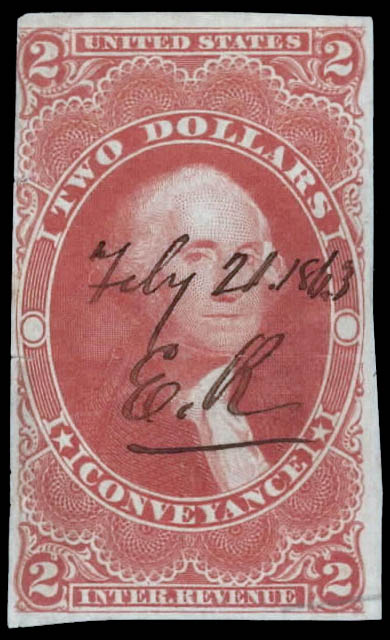 2 UNITED STATES 2
TWO DOLLARS
Feby 21. 1863
E. R
CONVEYANCE
2 INTER. REVENUE 2